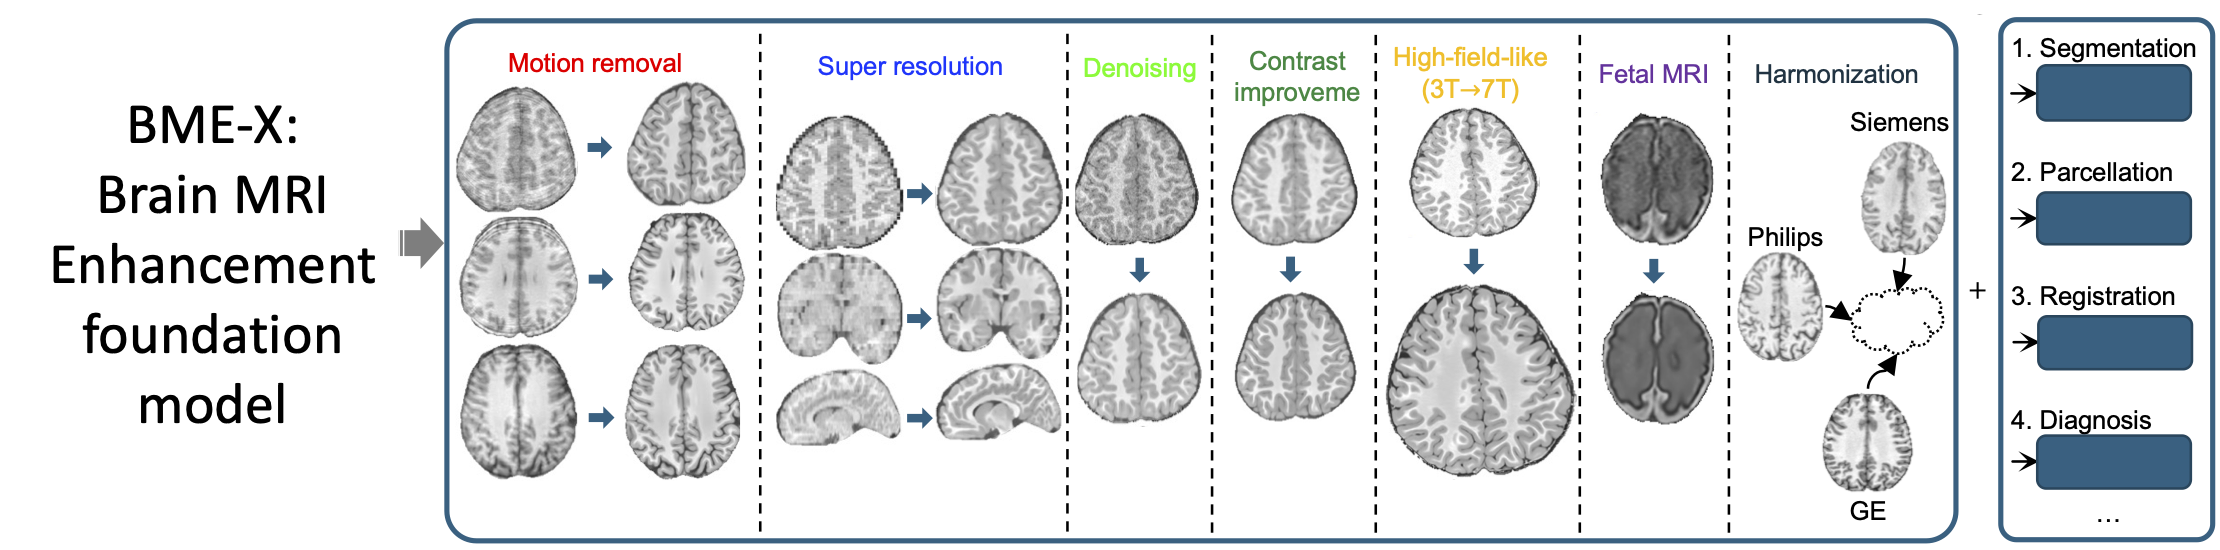 BME-X:
Brain MRI
Enhancement
foundation
model
Motion removal
Super resolution
Denoising
Contrast
improveme
High-field-like
(3T→7T)
Fetal MRI
Harmonization
Siemens
Philips
GE
+
1. Segmentation
2. Parcellation
3. Registration
4. Diagnosis
...